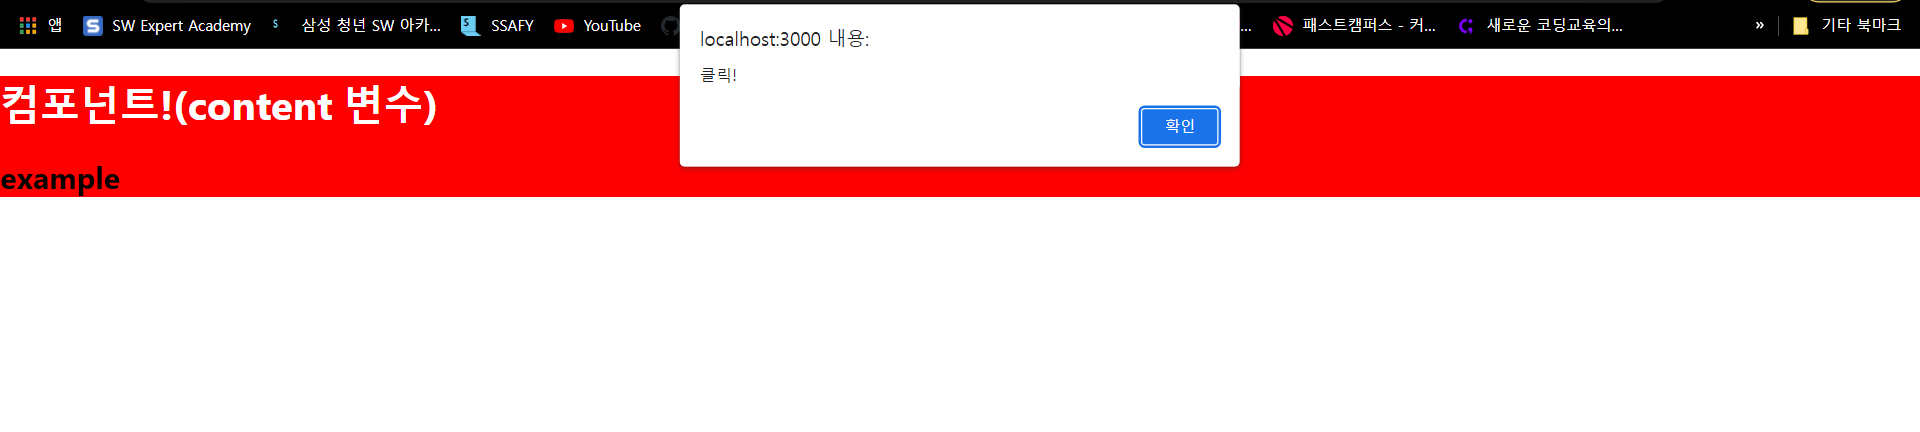 앱 SW Expert Academy S 삼성 청년 SW 아카... S SSAFY YouTube ... 패스트캠퍼스 - 커... 새로운 코딩교육의... » 기타 북마크
localhost:3000 내용:
클릭!
확인
컴포넌트!(content 변수)
example